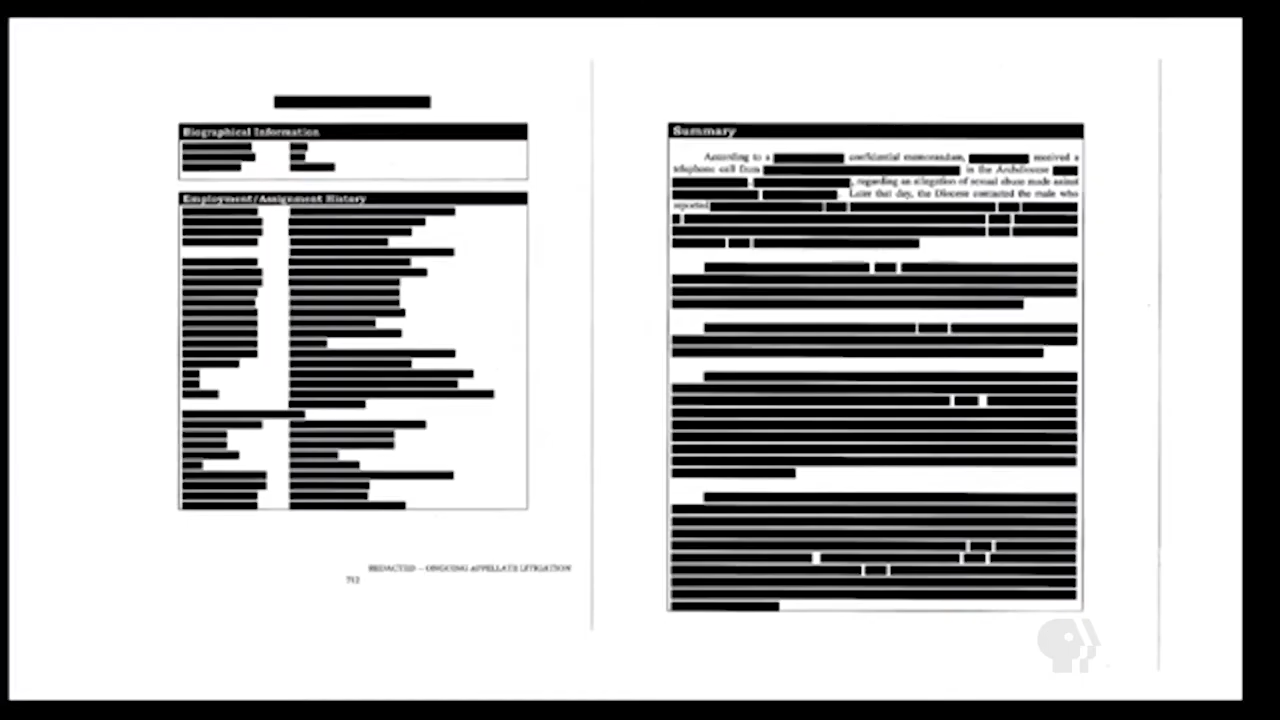 Biographical Information
Employment/Assignment History
REDACTED – ONGOING APPELLATE LITIGATION
712
Summary
According to a confidential memorandum, received a
telephone call from in the Archdiocese
, regarding an allegation of sexual abuse made against
. Later that day, the Diocese contacted the male who
reported